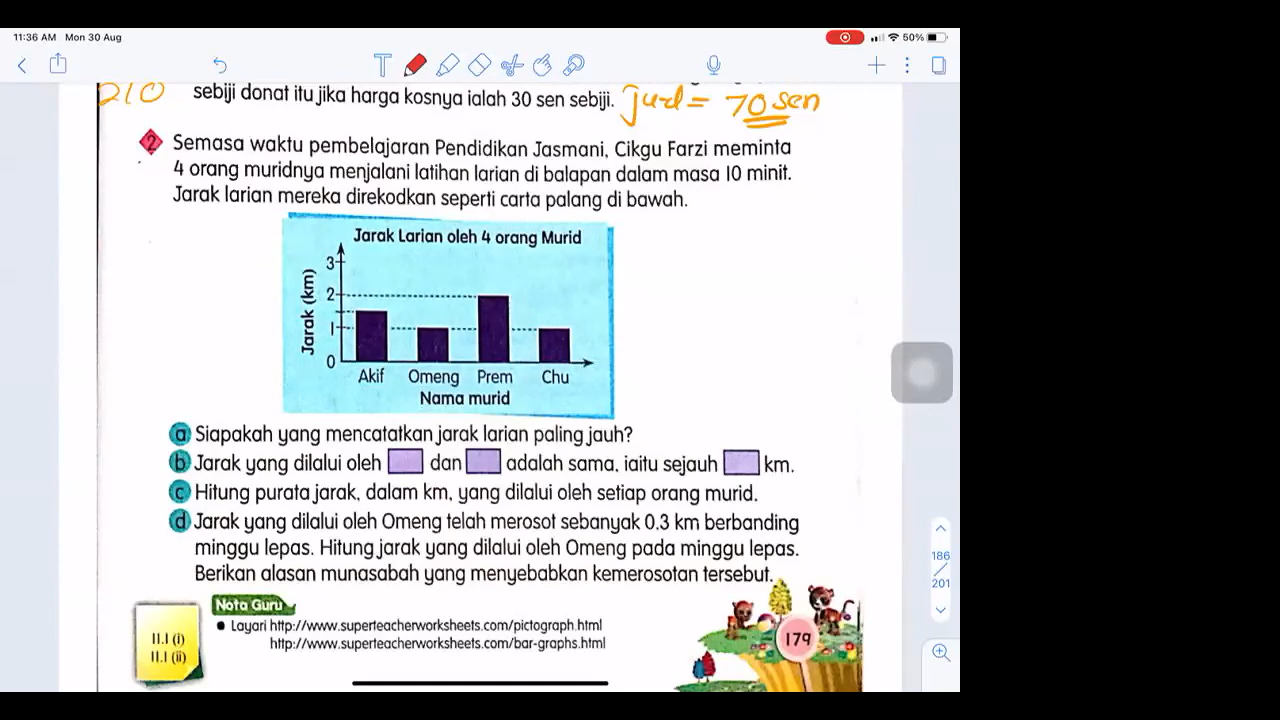 11:36 AM Mon 30 Aug
50%
210
sebiji donat itu jika harga kosnya ialah 30 sen sebiji.
= 70 sen
2 Semasa waktu pembelajaran Pendidikan Jasmani, Cikgu Farzi meminta
4 orang muridnya menjalani latihan larian di balapan dalam masa 10 minit.
Jarak larian mereka direkodkan seperti carta palang di bawah.
Jarak Larian oleh 4 orang Murid
Jarak (km)
3
2
1
0
Akif Omeng Prem Chu
Nama murid
a Siapakah yang mencatatkan jarak larian paling jauh?
b Jarak yang dilalui oleh dan adalah sama, iaitu sejauh km.
c Hitung purata jarak, dalam km, yang dilalui oleh setiap orang murid.
d Jarak yang dilalui oleh Omeng telah merosot sebanyak 0.3 km berbanding
minggu lepas. Hitung jarak yang dilalui oleh Omeng pada minggu lepas.
Berikan alasan munasabah yang menyebabkan kemerosotan tersebut.
186
201
Nota Guru
• Layari http://www.superteacherworksheets.com/pictograph.html
http://www.superteacherworksheets.com/bar-graphs.html
11.1 (i)
11.1 (ii)
179